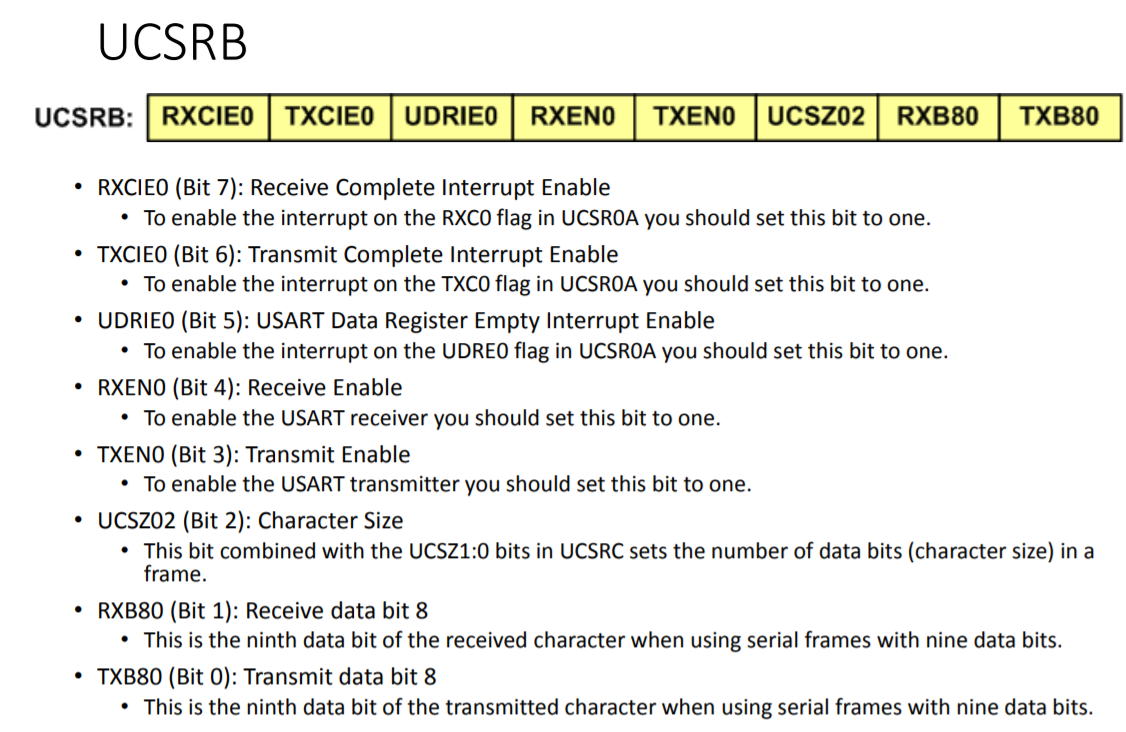 UCSRB
UCSRB: RXCIE0 TXCIE0 UDRIE0 RXEN0 TXEN0 UCSZ02 RXB80 TXB80
• RXCIE0 (Bit 7): Receive Complete Interrupt Enable
• To enable the interrupt on the RXC0 flag in UCSR0A you should set this bit to one.
• TXCIE0 (Bit 6): Transmit Complete Interrupt Enable
• To enable the interrupt on the TXC0 flag in UCSR0A you should set this bit to one.
• UDRIE0 (Bit 5): USART Data Register Empty Interrupt Enable
• To enable the interrupt on the UDRE0 flag in UCSR0A you should set this bit to one.
• RXEN0 (Bit 4): Receive Enable
• To enable the USART receiver you should set this bit to one.
• TXEN0 (Bit 3): Transmit Enable
• To enable the USART transmitter you should set this bit to one.
• UCSZ02 (Bit 2): Character Size
• This bit combined with the UCSZ1:0 bits in UCSRC sets the number of data bits (character size) in a
frame.
• RXB80 (Bit 1): Receive data bit 8
• This is the ninth data bit of the received character when using serial frames with nine data bits.
• TXB80 (Bit 0): Transmit data bit 8
• This is the ninth data bit of the transmitted character when using serial frames with nine data bits.